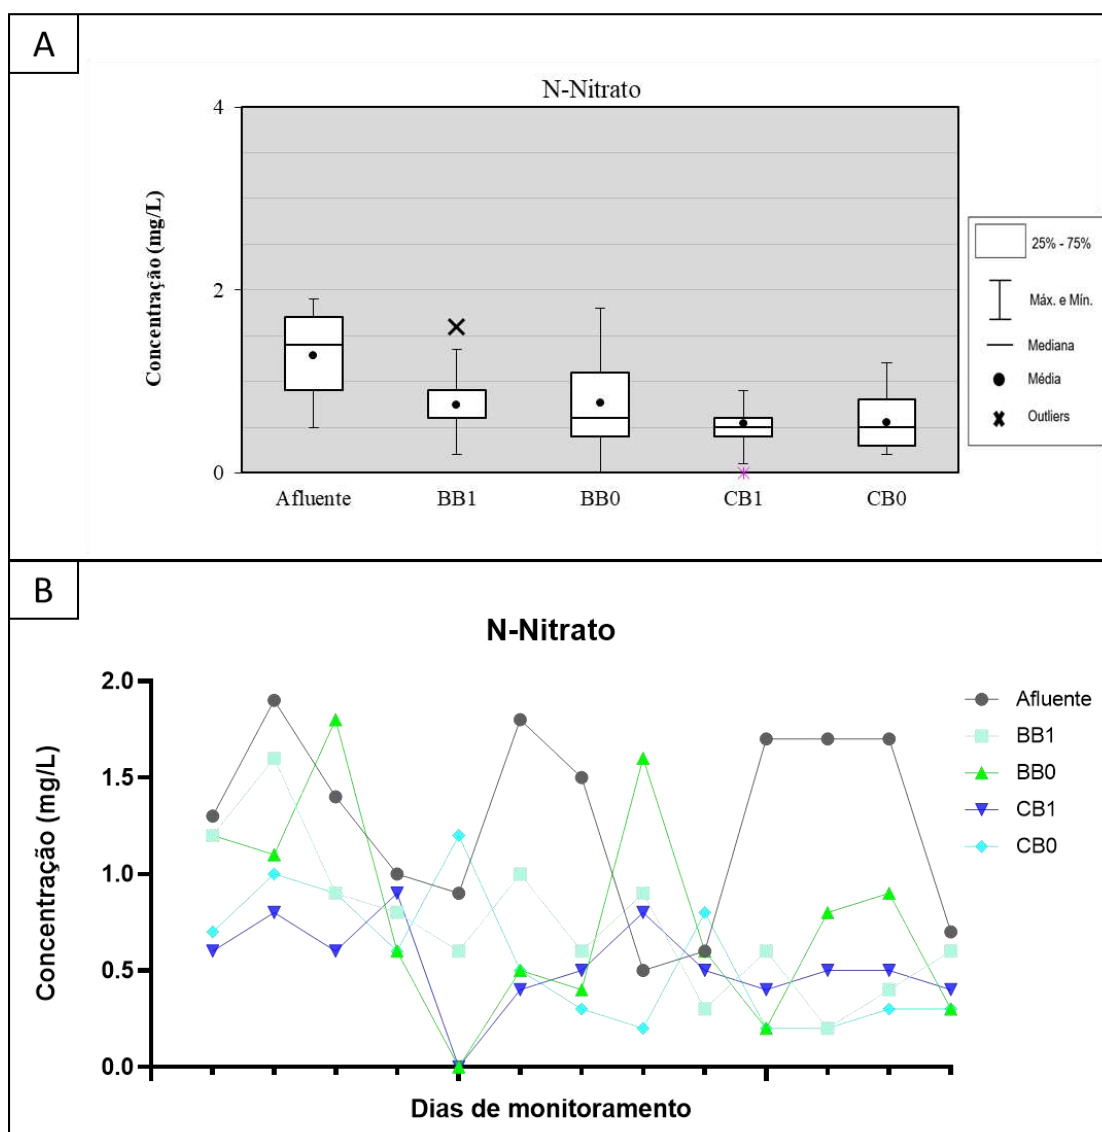 A
N-Nitrato
Concentração (mg/L)
4
2
0
Afluente BB1 BB0 CB1 CB0
25% - 75%
Máx. e Mín.
Mediana
Média
Outliers
B
N-Nitrato
Concentração (mg/L)
2.0
1.5
1.0
0.5
0.0
Dias de monitoramento
Afluente
BB1
BB0
CB1
CB0